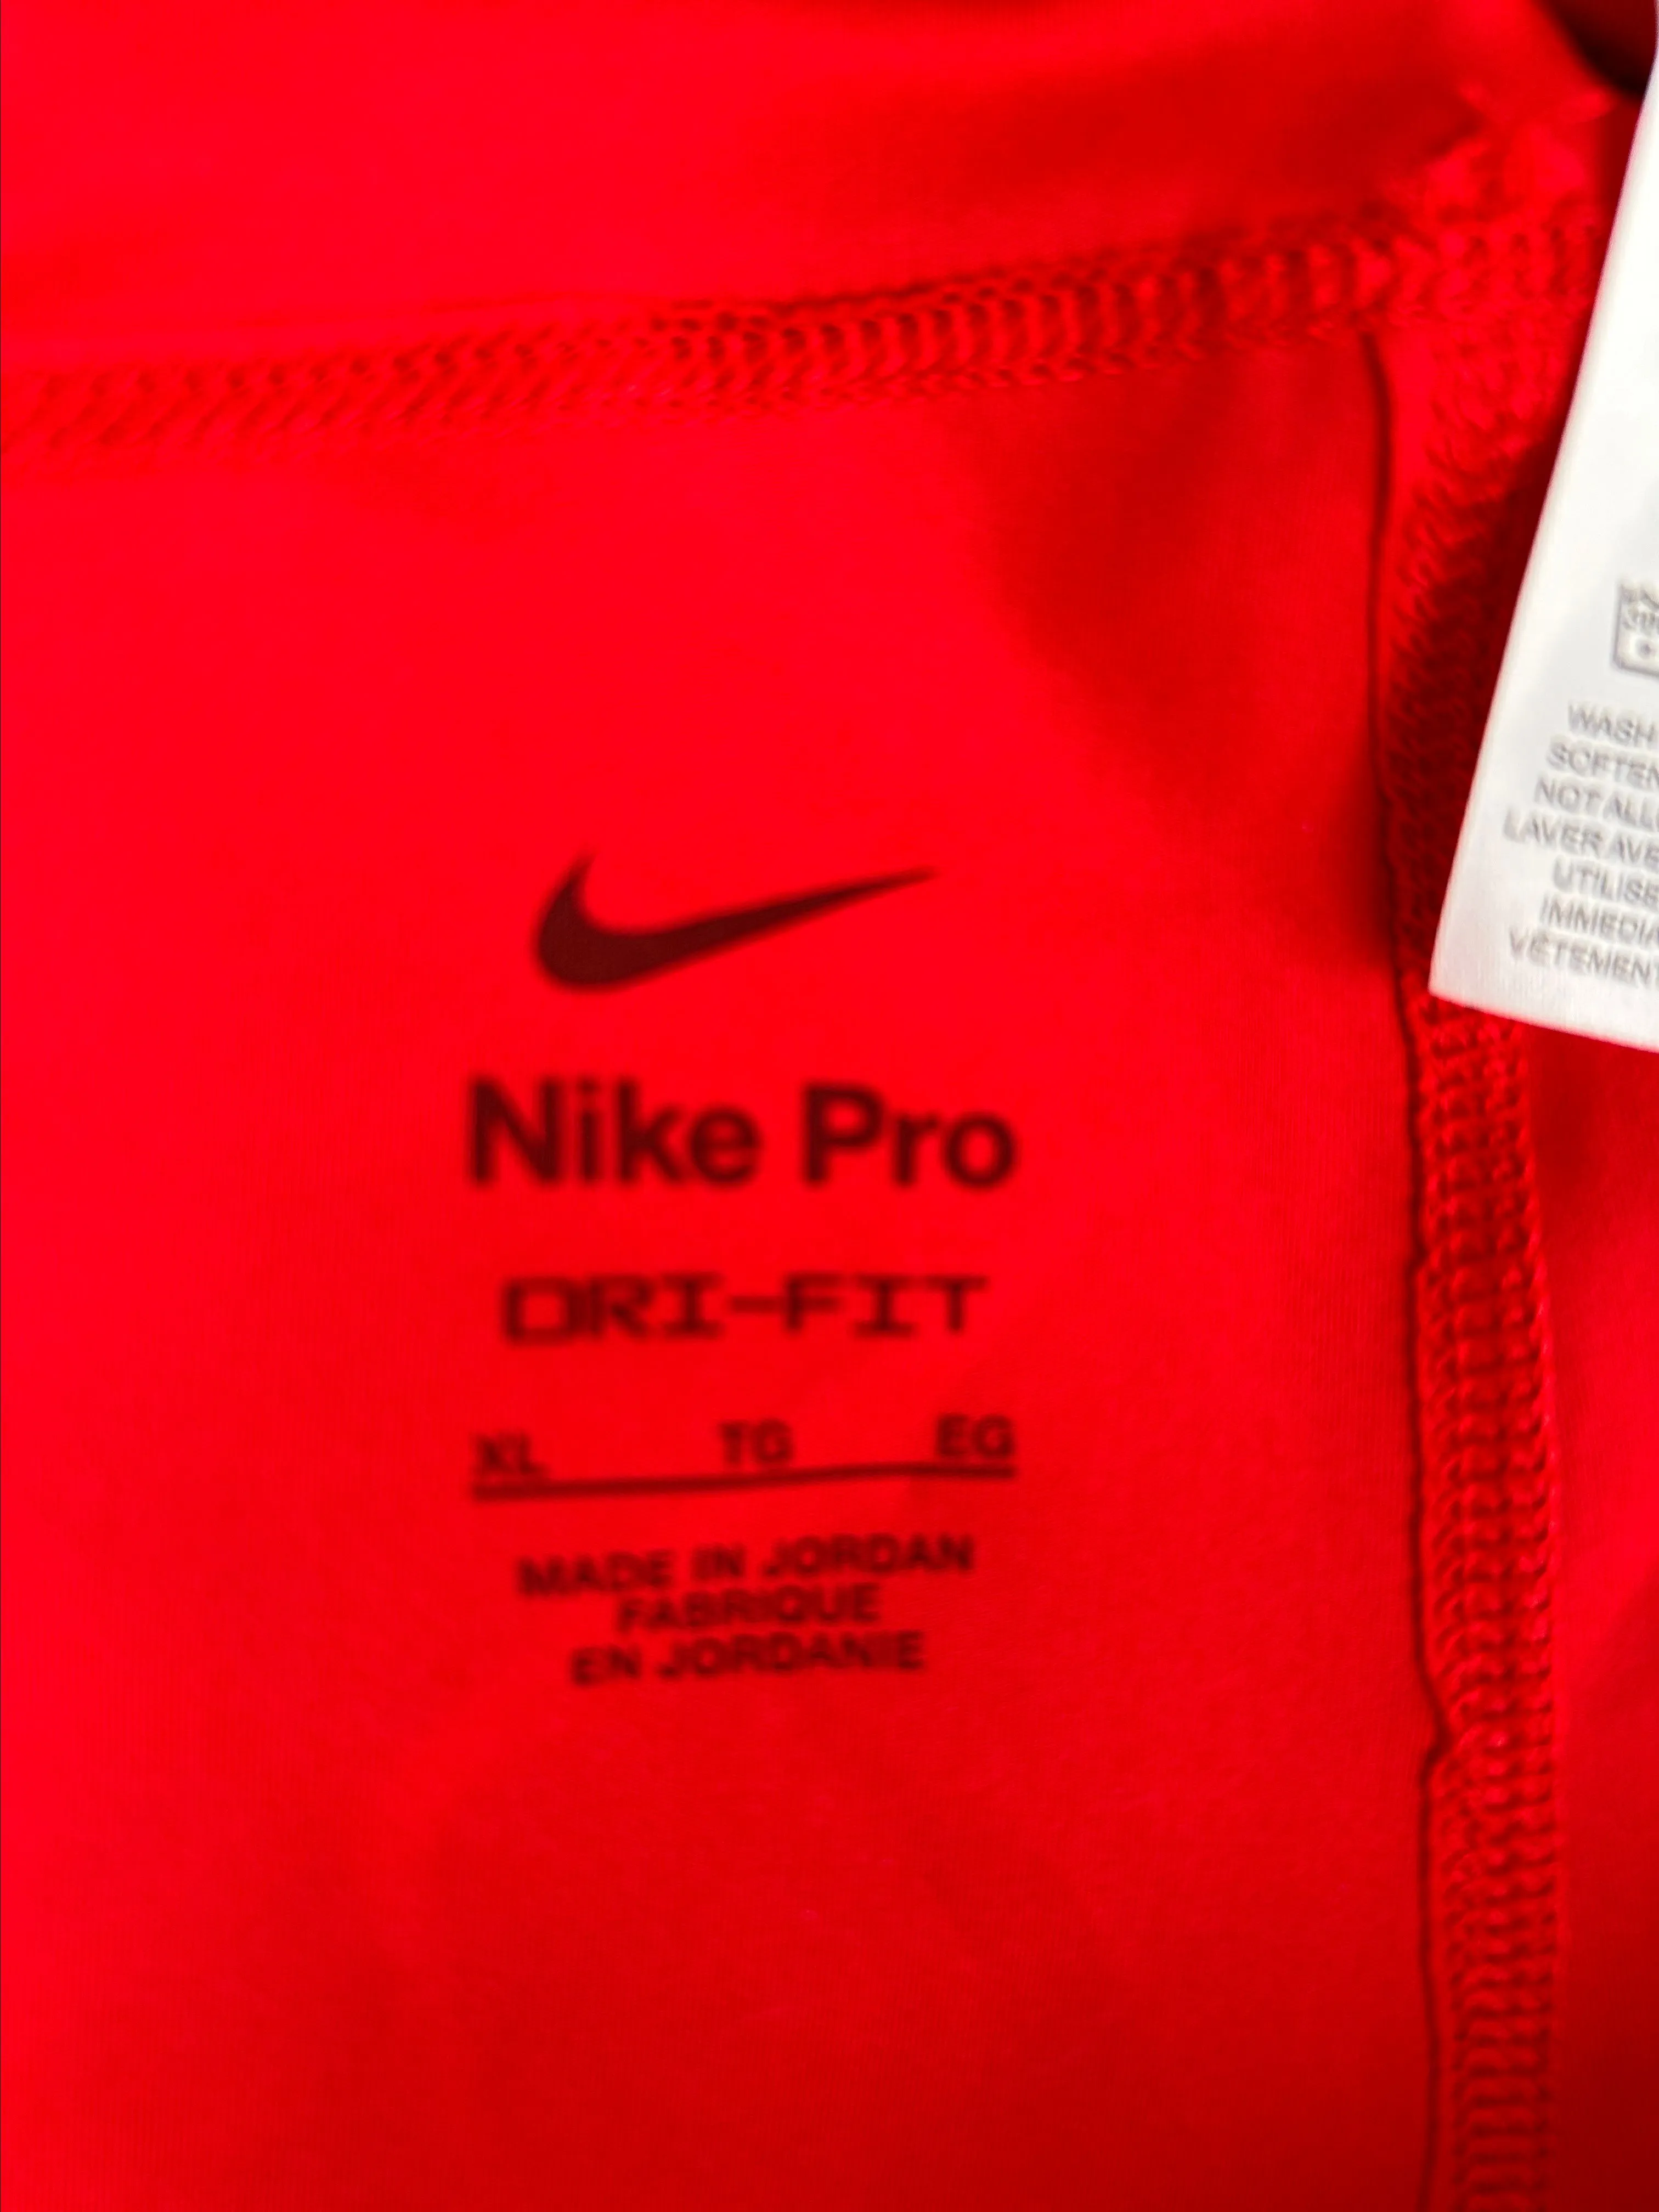 Nike Pro
DRI-FIT
XL TG EG
MADE IN JORDAN
FABRIQUE
EN JORDANIE
WASH
SOFTEN
NOT ALL
LAVER AVE
UTILISE
IMMEDIA
VÊTEMENT